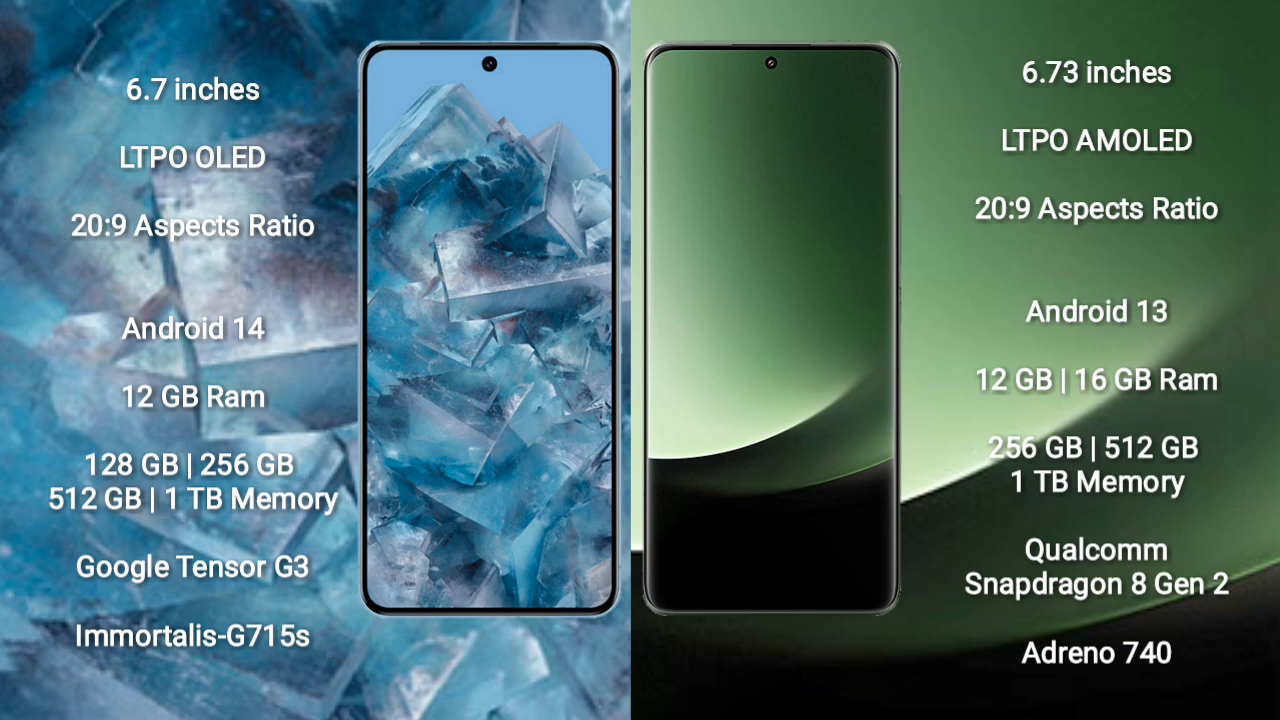 6.7 inches
LTPO OLED
20:9 Aspects Ratio
Android 14
12 GB Ram
128 GB | 256 GB
512 GB | 1 TB Memory
Google Tensor G3
Immortalis-G715s
6.73 inches
LTPO AMOLED
20:9 Aspects Ratio
Android 13
12 GB | 16 GB Ram
256 GB | 512 GB
1 TB Memory
Qualcomm
Snapdragon 8 Gen 2
Adreno 740